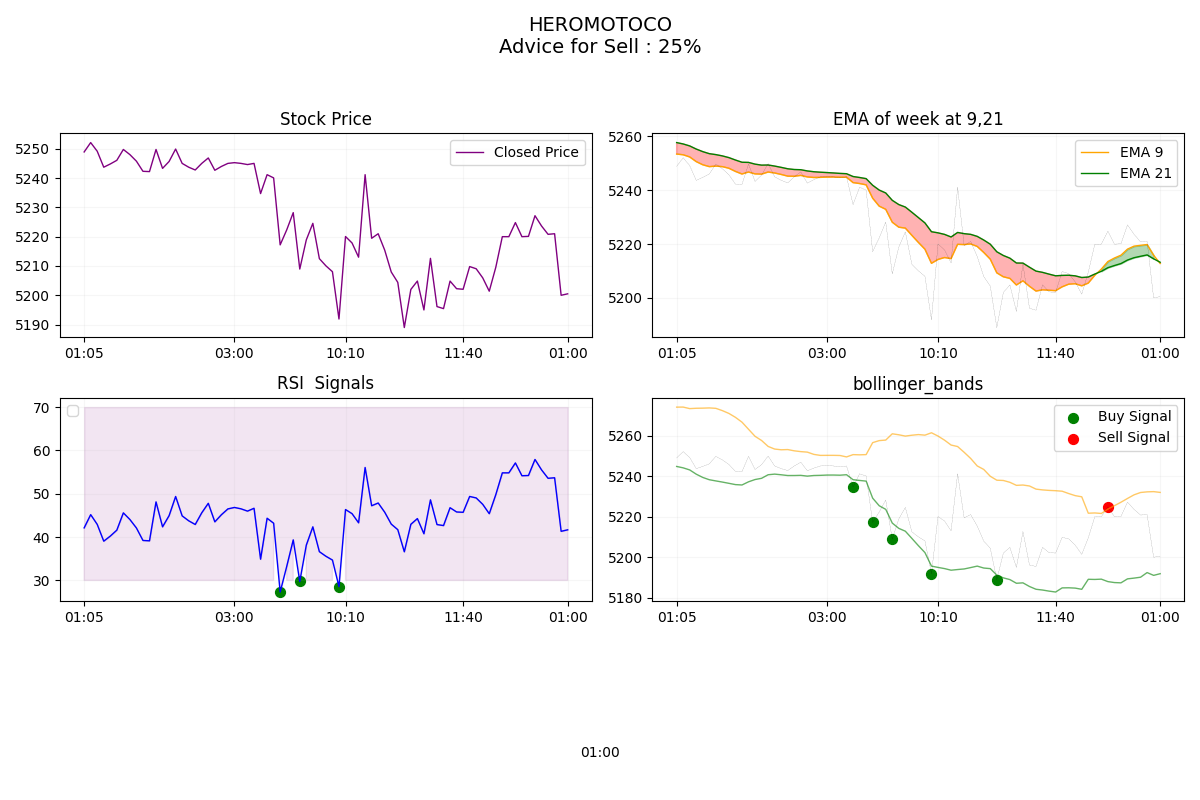 HEROMOTOCO
Advice for Sell : 25%
Stock Price
5250
5240
5230
5220
5210
5200
5190
Closed Price
01:05 03:00 10:10 11:40 01:00
EMA of week at 9,21
5260
5240
5220
5200
EMA 9
EMA 21
01:05 03:00 10:10 11:40 01:00
RSI  Signals
70
60
50
40
30
01:05 03:00 10:10 11:40 01:00
bollinger_bands
5260
5240
5220
5200
5180
Buy Signal
Sell Signal
01:05 03:00 10:10 11:40 01:00
01:00